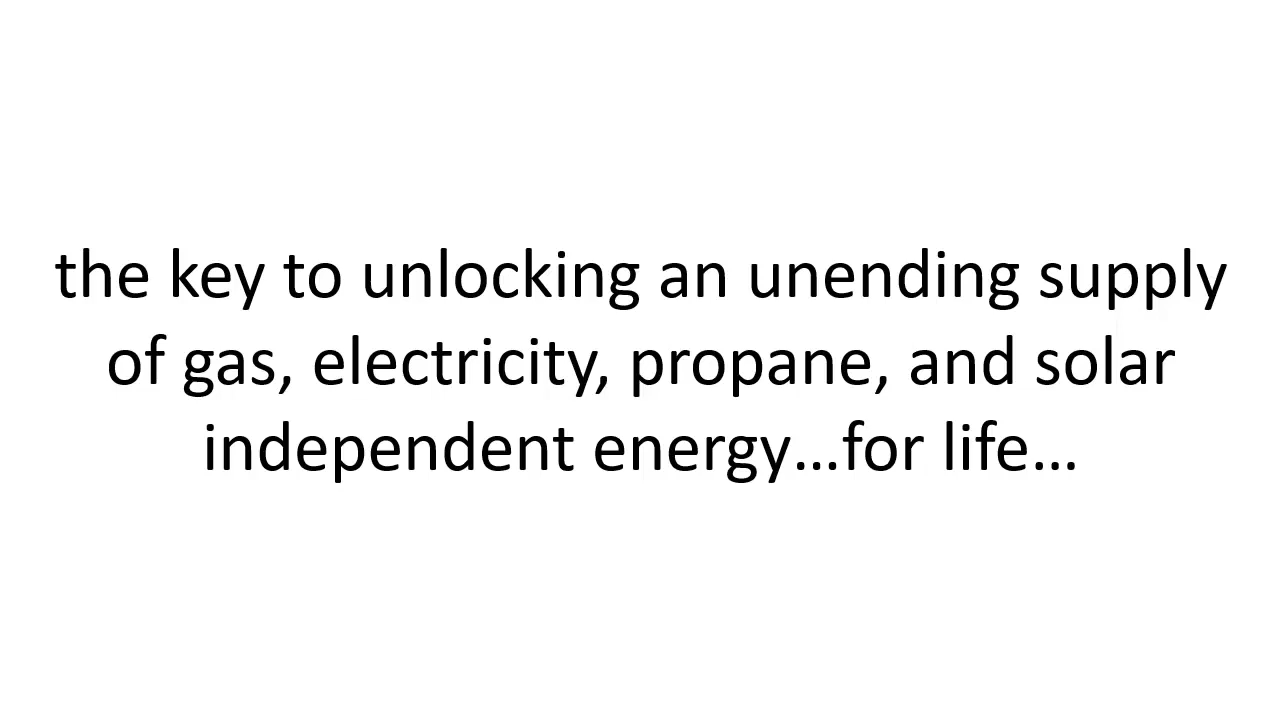 the key to unlocking an unending supply
of gas, electricity, propane, and solar
independent energy…for life…